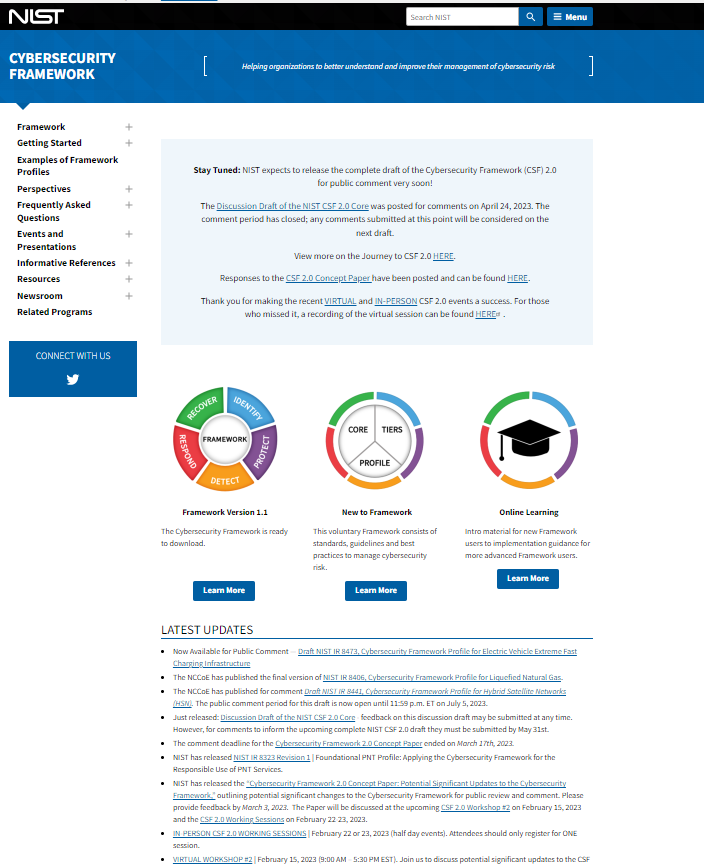 NIST
Search NIST
Menu
CYBERSECURITY
FRAMEWORK
Helping organizations to better understand and improve their management of cybersecurity risk
Framework
Getting Started
Examples of Framework
Profiles
Perspectives
Frequently Asked
Questions
Events and
Presentations
Informative References
Resources
Newsroom
Related Programs
CONNECT WITH US
Stay Tuned: NIST expects to release the complete draft of the Cybersecurity Framework (CSF) 2.0
for public comment very soon!
The Discussion Draft of the NIST CSF 2.0 Core was posted for comments on April 24, 2023. The
comment period has closed; any comments submitted at this point will be considered on the
next draft.
View more on the Journey to CSF 2.0 HERE.
Responses to the CSF 2.0 Concept Paper have been posted and can be found HERE.
Thank you for making the recent VIRTUAL and IN-PERSON CSF 2.0 events a success. For those
who missed it, a recording of the virtual session can be found HERE .
RECOVER
IDENTIFY
PROTECT
DETECT
RESPOND
FRAMEWORK
CORE
TIERS
PROFILE
Framework Version 1.1
The Cybersecurity Framework is ready
to download.
Learn More
New to Framework
This voluntary Framework consists of
standards, guidelines and best
practices to manage cybersecurity
risk.
Learn More
Online Learning
Intro material for new Framework
users to implementation guidance for
more advanced Framework users.
Learn More
LATEST UPDATES
Now Available for Public Comment – Draft NIST IR 8473, Cybersecurity Framework Profile for Electric Vehicle Extreme Fast
Charging Infrastructure
The NCCoE has published the final version of NIST IR 8406, Cybersecurity Framework Profile for Liquefied Natural Gas.
The NCCoE has published for comment Draft NIST IR 8441, Cybersecurity Framework Profile for Hybrid Satellite Networks
(HSN). The public comment period for this draft is now open until 11:59 p.m. ET on July 5, 2023.
Just released: Discussion Draft of the NIST CSF 2.0 Core - feedback on this discussion draft may be submitted at any time.
However, for comments to inform the upcoming complete NIST CSF 2.0 draft they must be submitted by May 31st.
The comment deadline for the Cybersecurity Framework 2.0 Concept Paper ended on March 17th, 2023.
NIST has released NIST IR 8323 Revision 1 | Foundational PNT Profile: Applying the Cybersecurity Framework for the
Responsible Use of PNT Services.
NIST has released the "Cybersecurity Framework 2.0 Concept Paper: Potential Significant Updates to the Cybersecurity
Framework," outlining potential significant changes to the Cybersecurity Framework for public review and comment. Please
provide feedback by March 3, 2023. The Paper will be discussed at the upcoming CSF 2.0 Workshop #2 on February 15, 2023
and the CSF 2.0 Working Sessions on February 22-23, 2023.
IN-PERSON CSF 2.0 WORKING SESSIONS | February 22 or 23, 2023 (half day events). Attendees should only register for ONE
session.
VIRTUAL WORKSHOP #2 | February 15, 2023 (9:00 AM – 5:30 PM EST). Join us to discuss potential significant updates to the CSF